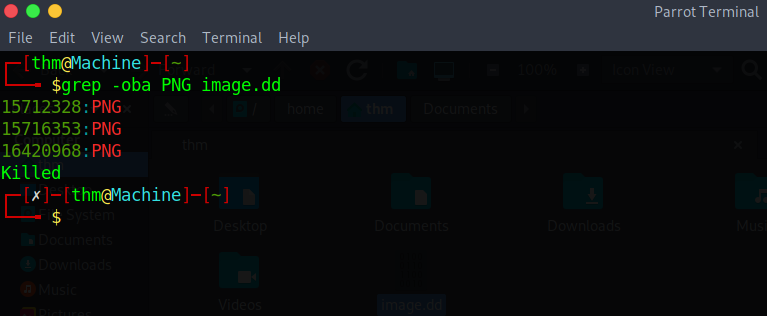 Parrot Terminal
File Edit View Search Terminal Help
┌─[thm@Machine]─[~]
└──╼ $grep -oba PNG image.dd
15712328:PNG
15716353:PNG
16420968:PNG
Killed
┌─[✗]─[thm@Machine]─[~]
└──╼ $
100% Icon View
/ home thm Documents
thm
System
Desktop Documents Downloads Mus
Documents
Downloads
Music
Pictures
Videos image.dd